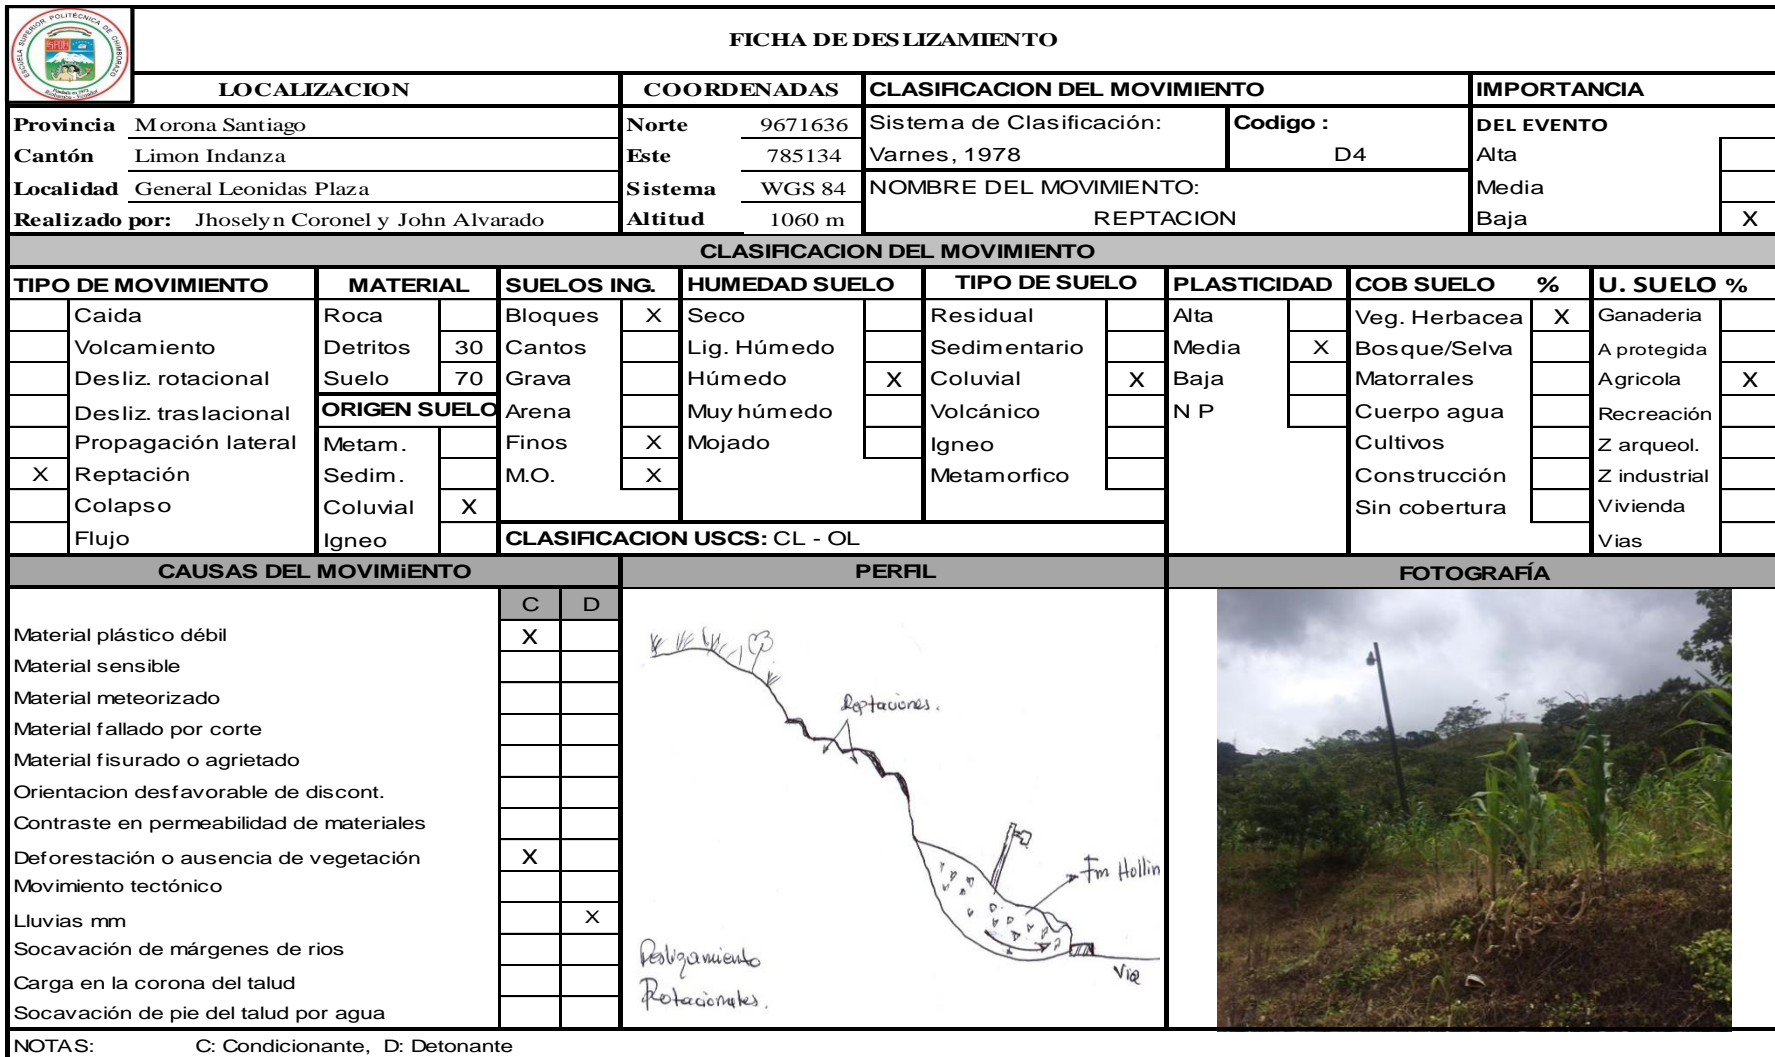 ESCUELA SUPERIOR POLITÉCNICA DE CHIMBORAZO
FICHA DE DESLIZAMIENTO
LOCALIZACION COORDENADAS CLASIFICACION DEL MOVIMIENTO IMPORTANCIA
Provincia Morona Santiago Norte 9671636 Sistema de Clasificación: Codigo : DEL EVENTO
Cantón Limon Indanza Este 785134 Varnes, 1978 D4 Alta
Localidad General Leonidas Plaza Sistema WGS 84 NOMBRE DEL MOVIMIENTO: Media
Realizado por: Jhoselyn Coronel y John Alvarado Altitud 1060 m REPTACION Baja X
CLASIFICACION DEL MOVIMIENTO
TIPO DE MOVIMIENTO MATERIAL SUELOS ING. HUMEDAD SUELO TIPO DE SUELO PLASTICIDAD COB SUELO % U. SUELO %
Caida Roca Bloques X Seco Residual Alta Veg. Herbacea X Ganaderia
Volcamiento Detritos 30 Cantos Lig. Húmedo Sedimentario Media X Bosque/Selva A protegida
Desliz. rotacional Suelo 70 Grava Húmedo X Coluvial X Baja Matorrales Agricola X
Desliz. traslacional ORIGEN SUELO Arena Muy húmedo Volcánico N P Cuerpo agua Recreación
Propagación lateral Metam. Finos X Mojado Igneo Cultivos Z arqueol.
X Reptación Sedim. M.O. X Metamorfico Construcción Z industrial
Colapso Coluvial X Sin cobertura Vivienda
Flujo Igneo CLASIFICACION USCS: CL - OL Vias
CAUSAS DEL MOVIMiENTO PERFIL FOTOGRAFÍA
C D
Material plástico débil X
Material sensible
Material meteorizado
Material fallado por corte
Material fisurado o agrietado
Orientacion desfavorable de discont.
Contraste en permeabilidad de materiales
Deforestación o ausencia de vegetación X
Movimiento tectónico
Lluvias mm X
Socavación de márgenes de rios
Carga en la corona del talud
Socavación de pie del talud por agua
Reptaciones.
Fm Hollin
Via
Deslizamiento
Rotacionales.
NOTAS: C: Condicionante, D: Detonante